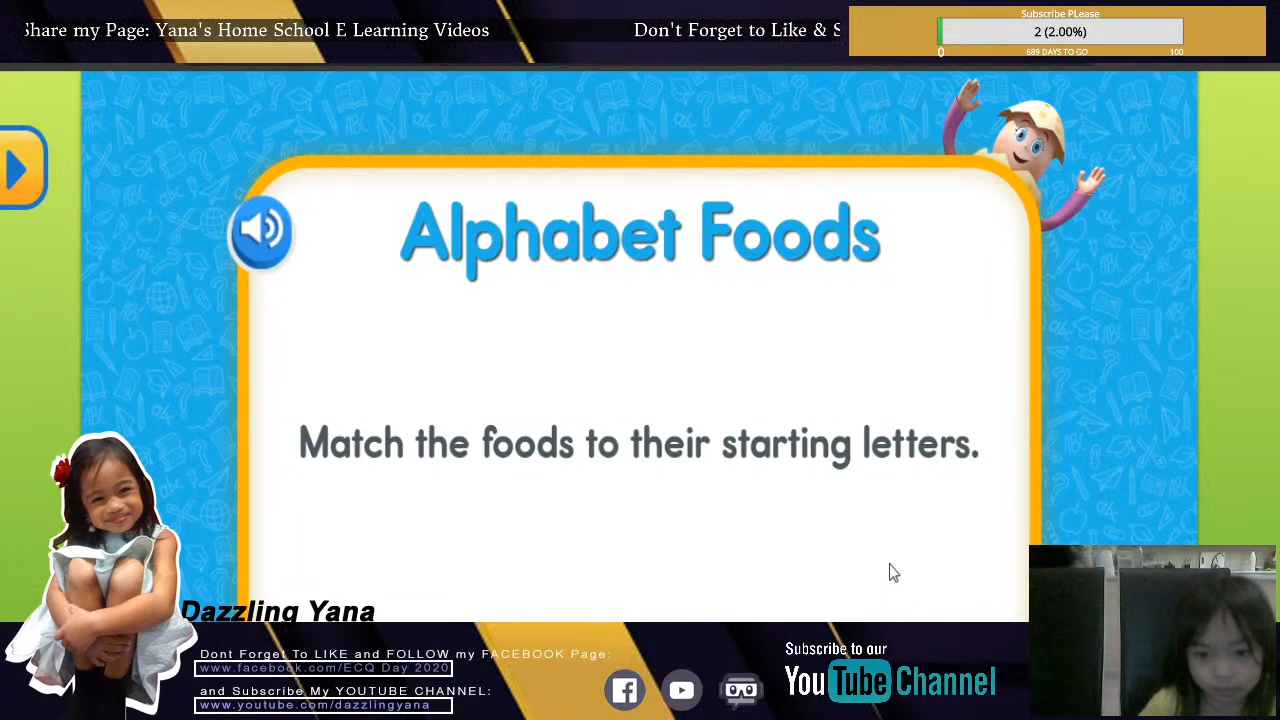 Share my Page: Yana's Home School E Learning Videos
Don't Forget to Like & S
Subscribe PLease
2 (2.00%)
0
689 DAYS TO GO
100
Alphabet Foods
Match the foods to their starting letters.
Dazzling Yana
Dont Forget To LIKE and FOLLOW my FACEBOOK Page:
www.facebook.com/ECQ Day 2020
and Subscribe My YOUTUBE CHANNEL:
www.youtube.com/dazzlingyana
Subscribe to our
YouTube Channel